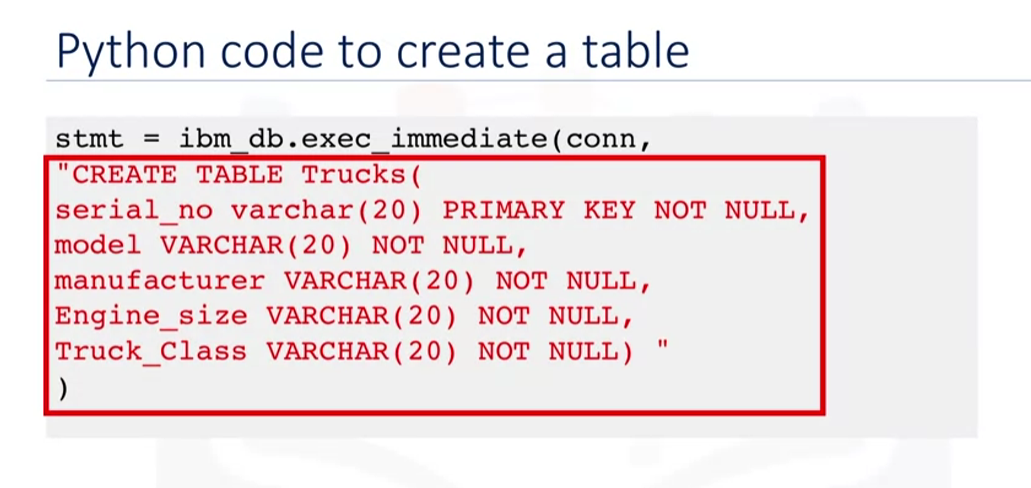 Python code to create a table
stmt = ibm_db.exec_immediate(conn,
"CREATE TABLE Trucks(
serial_no varchar(20) PRIMARY KEY NOT NULL,
model VARCHAR(20) NOT NULL,
manufacturer VARCHAR(20) NOT NULL,
Engine_size VARCHAR(20) NOT NULL,
Truck_Class VARCHAR(20) NOT NULL) "
)